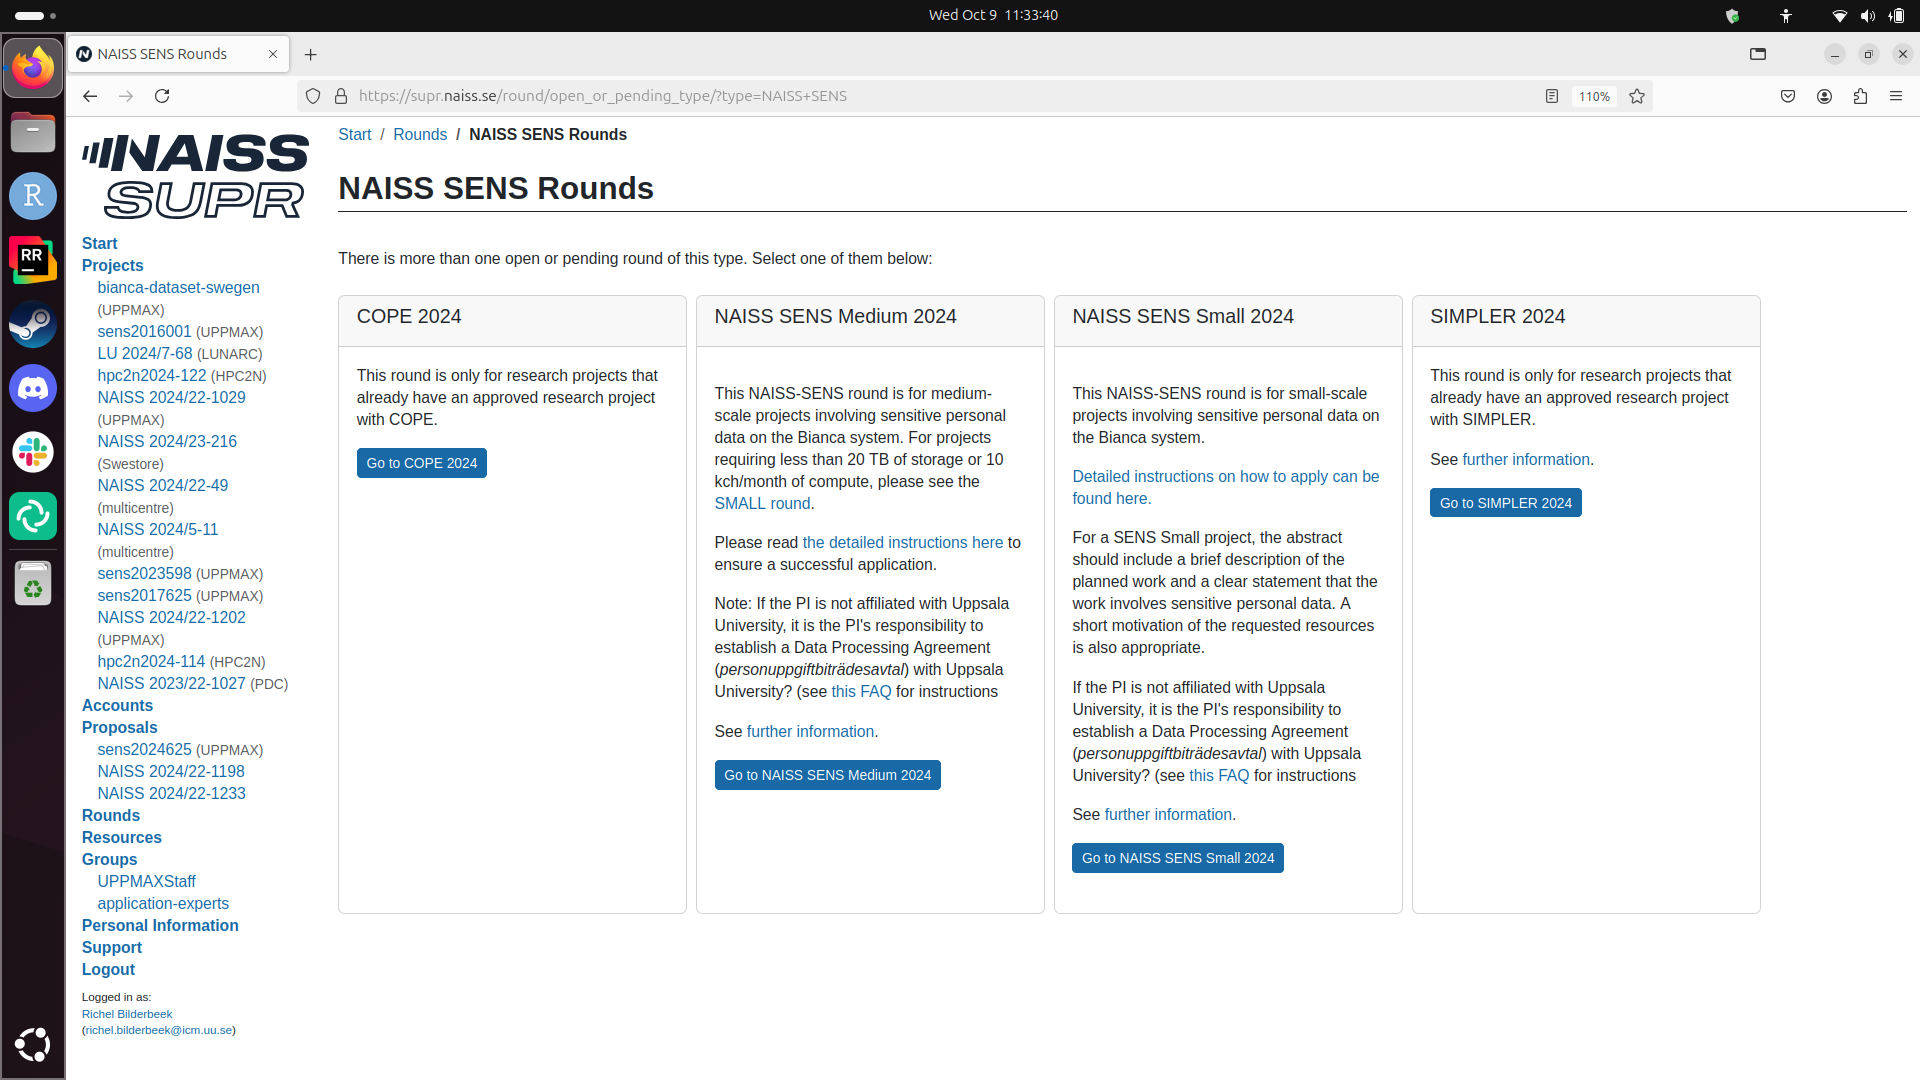 Wed Oct 9 11:33:40
NAISS SENS Rounds
https://supr.naiss.se/round/open_or_pending_type/?type=NAISS+SENS
110%
NAISS
SUPR
Start
Projects
bianca-dataset-swegen
(UPPMAX)
sens2016001 (UPPMAX)
LU 2024/7-68 (LUNARC)
hpc2n2024-122 (HPC2N)
NAISS 2024/22-1029
(UPPMAX)
NAISS 2024/23-216
(Swestore)
NAISS 2024/22-49
(multicentre)
NAISS 2024/5-11
(multicentre)
sens2023598 (UPPMAX)
sens2017625 (UPPMAX)
NAISS 2024/22-1202
(UPPMAX)
hpc2n2024-114 (HPC2N)
NAISS 2023/22-1027 (PDC)
Accounts
Proposals
sens2024625 (UPPMAX)
NAISS 2024/22-1198
NAISS 2024/22-1233
Rounds
Resources
Groups
UPPMAXStaff
application-experts
Personal Information
Support
Logout
Logged in as:
Richel Bilderbeek
(richel.bilderbeek@icm.uu.se)
Start / Rounds / NAISS SENS Rounds
NAISS SENS Rounds
There is more than one open or pending round of this type. Select one of them below:
COPE 2024
This round is only for research projects that
already have an approved research project
with COPE.
Go to COPE 2024
NAISS SENS Medium 2024
This NAISS-SENS round is for medium-
scale projects involving sensitive personal
data on the Bianca system. For projects
requiring less than 20 TB of storage or 10
kch/month of compute, please see the
SMALL round.
Please read the detailed instructions here to
ensure a successful application.
Note: If the PI is not affiliated with Uppsala
University, it is the PI's responsibility to
establish a Data Processing Agreement
(personuppgiftbiträdesavtal) with Uppsala
University? (see this FAQ for instructions
See further information.
Go to NAISS SENS Medium 2024
NAISS SENS Small 2024
This NAISS-SENS round is for small-scale
projects involving sensitive personal data on
the Bianca system.
Detailed instructions on how to apply can be
found here.
For a SENS Small project, the abstract
should include a brief description of the
planned work and a clear statement that the
work involves sensitive personal data. A
short motivation of the requested resources
is also appropriate.
If the PI is not affiliated with Uppsala
University, it is the PI's responsibility to
establish a Data Processing Agreement
(personuppgiftbiträdesavtal) with Uppsala
University? (see this FAQ for instructions
See further information.
Go to NAISS SENS Small 2024
SIMPLER 2024
This round is only for research projects that
already have an approved research project
with SIMPLER.
See further information.
Go to SIMPLER 2024
R
RR